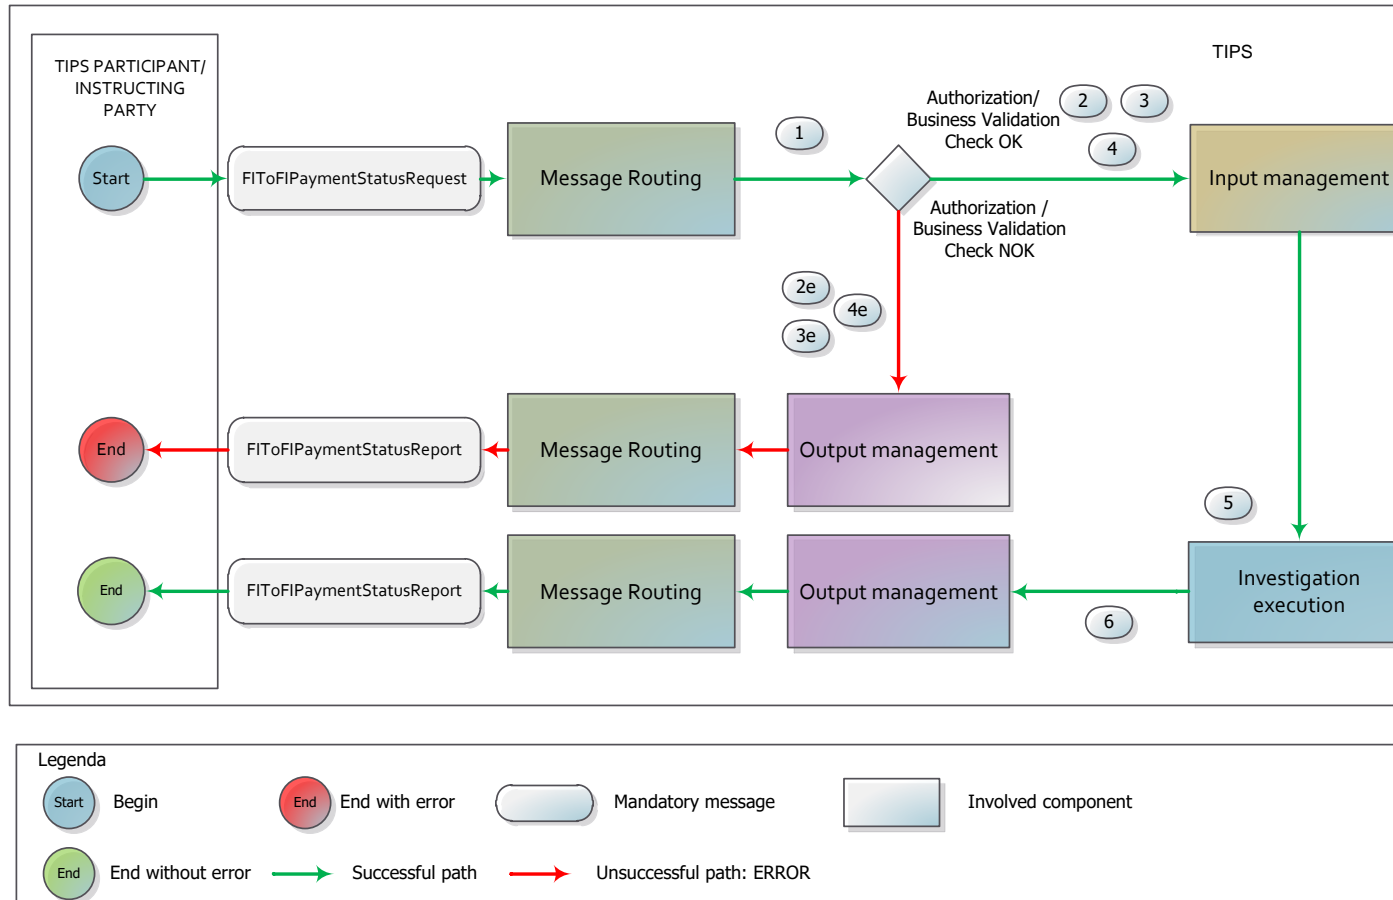 TIPS PARTICIPANT/
INSTRUCTING
PARTY
TIPS
Authorization/
Business Validation
Check OK
2
3
1
4
Start
FIToFIPaymentStatusRequest
Message Routing
Input management
Authorization /
Business Validation
Check NOK
2e
4e
3e
End
FIToFIPaymentStatusReport
Message Routing
Output management
5
End
FIToFIPaymentStatusReport
Message Routing
Output management
6
Investigation
execution
Legenda
Start
Begin
End
End with error
Mandatory message
Involved component
End
End without error
Successful path
Unsuccessful path: ERROR